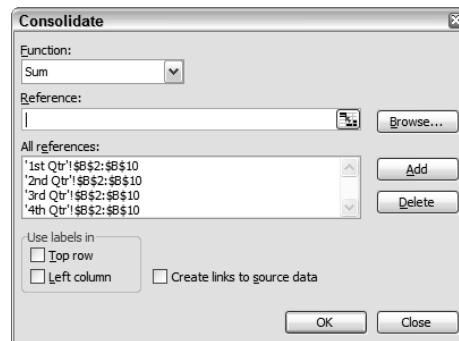 Consolidate
Function:
Sum
Reference:
Browse...
All references:
'1st Qtr'!$B$2:$B$10
'2nd Qtr'!$B$2:$B$10
'3rd Qtr'!$B$2:$B$10
'4th Qtr'!$B$2:$B$10
Add
Delete
Use labels in
Top row
Left column
Create links to source data
OK
Close